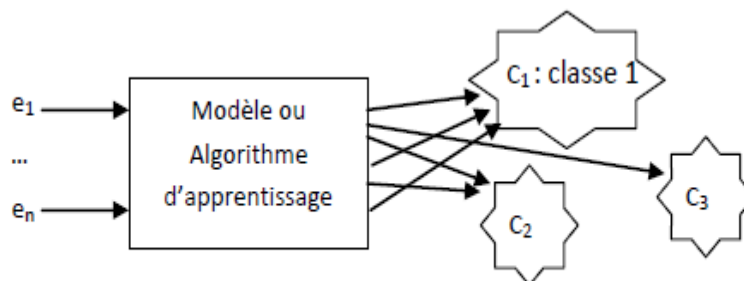 e1
...
en
Modèle ou
Algorithme
d'apprentissage
C1 : classe 1
C2
C3